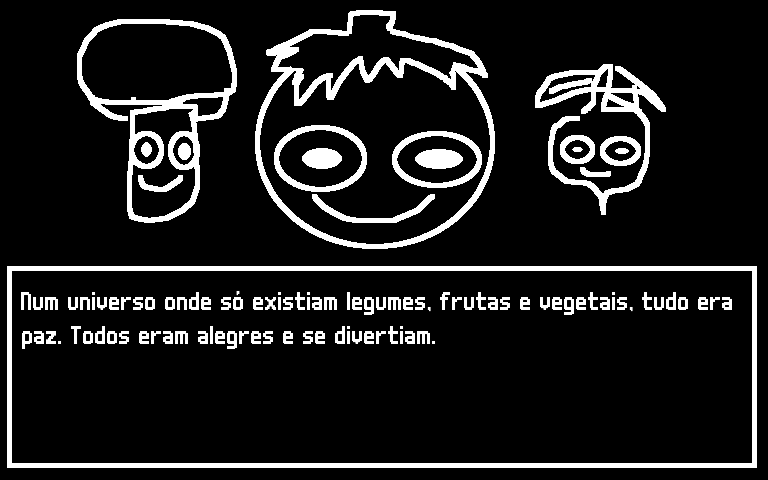 Num universo onde só existiam legumes, frutas e vegetais, tudo era
paz. Todos eram alegres e se divertiam.